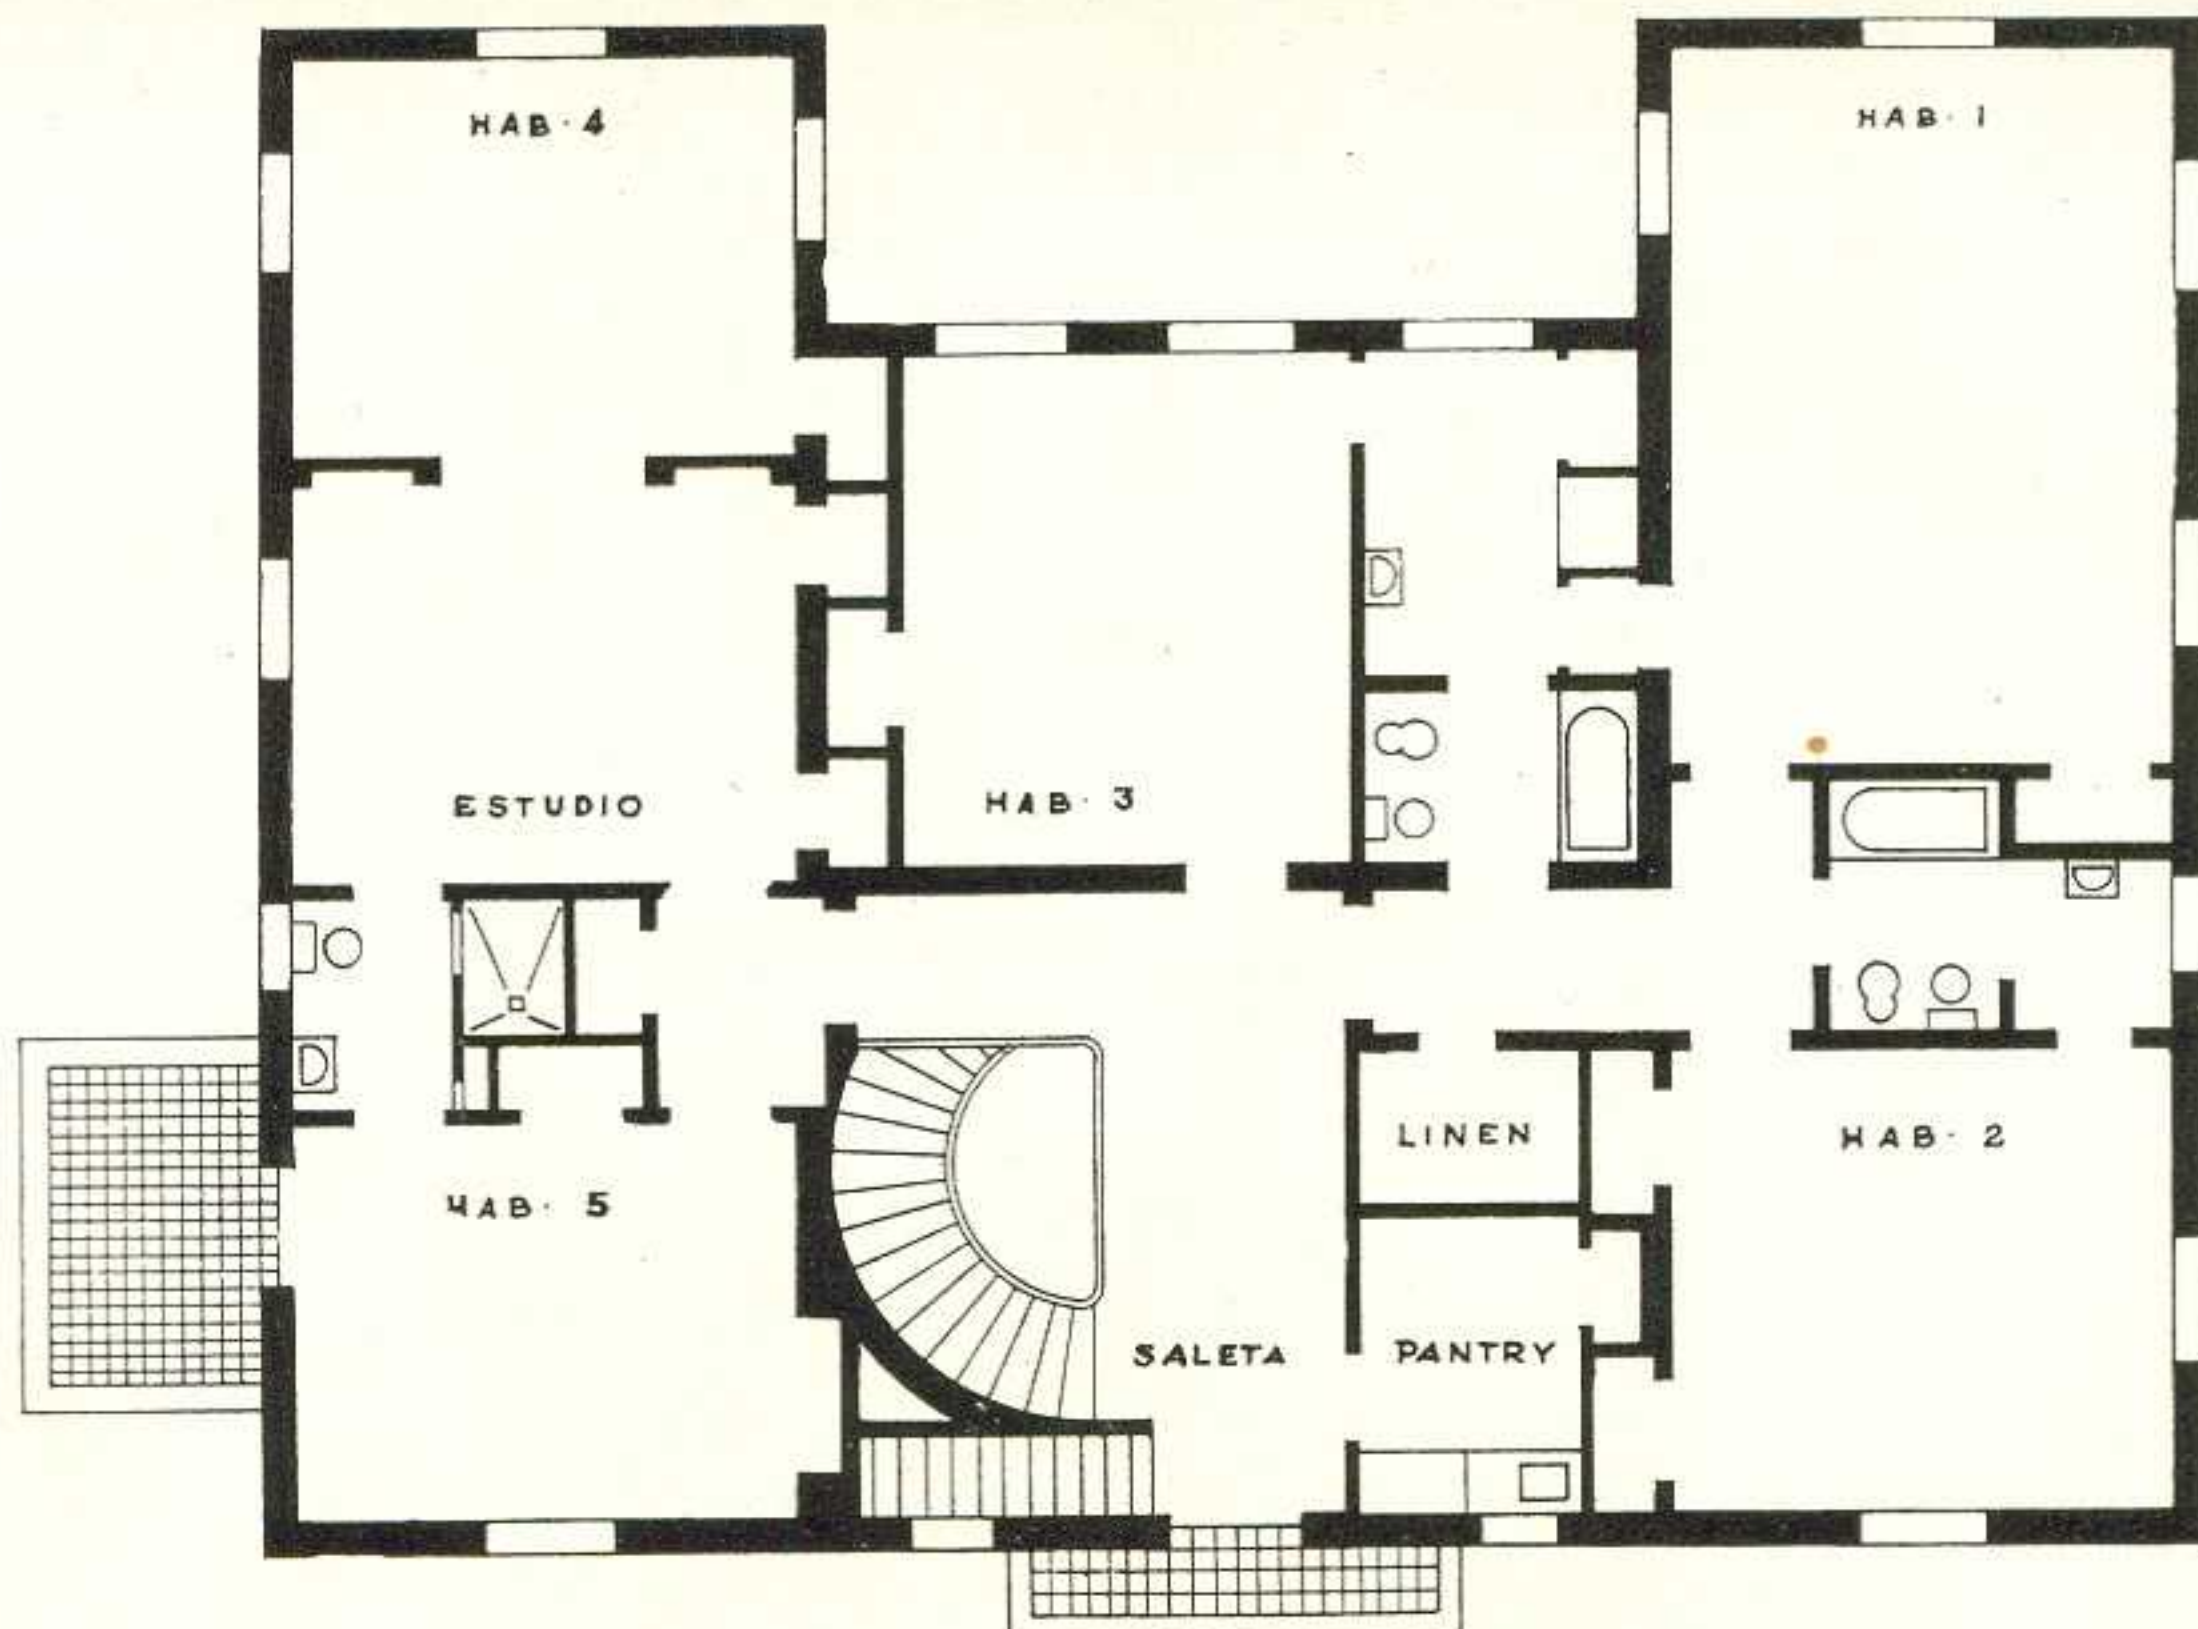 HAB. 4
HAB. 1
ESTUDIO
HAB. 3
LINEN
HAB. 2
HAB. 5
SALETA
PANTRY